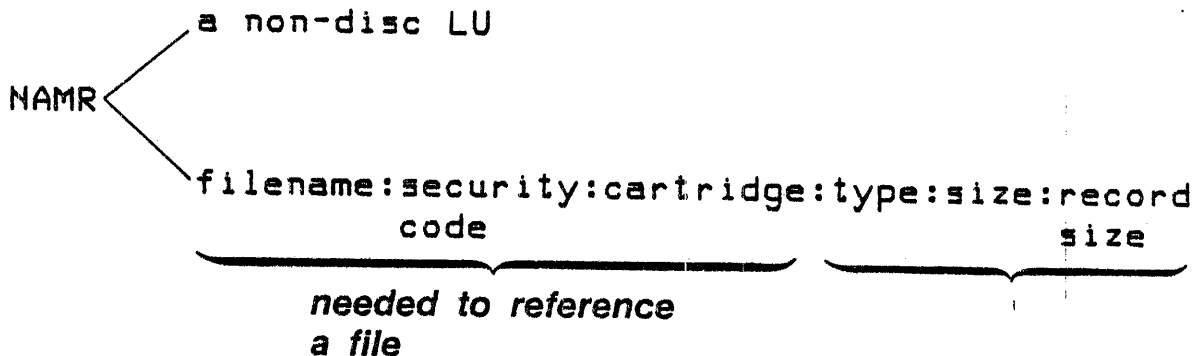 a non-disc LU
NAMR
filename:security:cartridge:type:size:record
code
size
needed to reference
a file